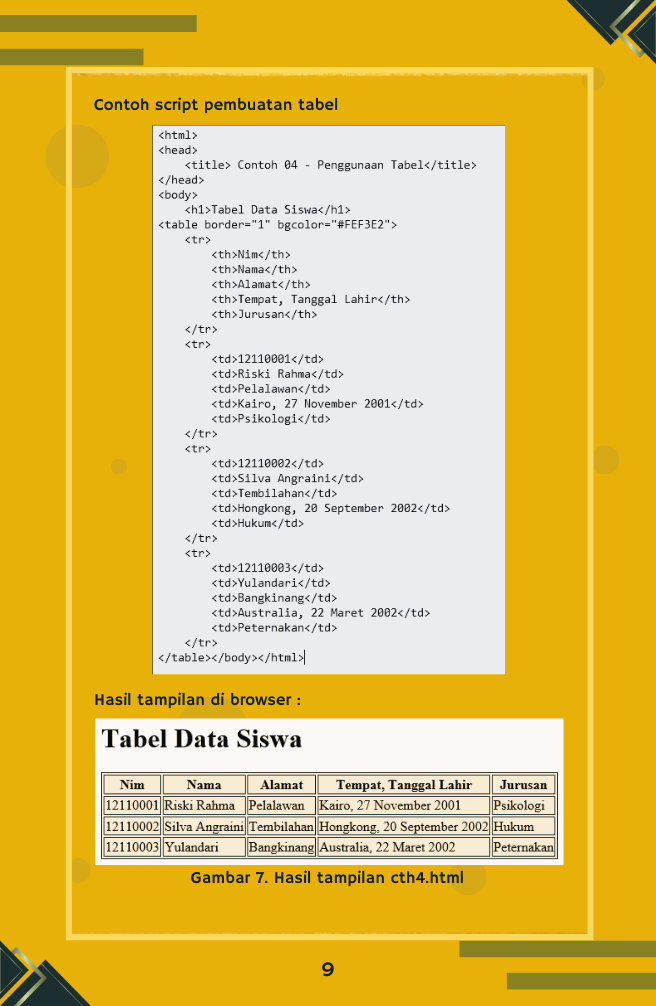 Contoh script pembuatan tabel
<html>
<head>
    <title> Contoh 04 - Penggunaan Tabel</title>
</head>
<body>
    <h1>Tabel Data Siswa</h1>
<table border="1" bgcolor="#FEF3E2">
    <tr>
        <th>Nim</th>
        <th>Nama</th>
        <th>Alamat</th>
        <th>Tempat, Tanggal Lahir</th>
        <th>Jurusan</th>
    </tr>
    <tr>
        <td>12110001</td>
        <td>Riski Rahma</td>
        <td>Pelalawan</td>
        <td>Kairo, 27 November 2001</td>
        <td>Psikologi</td>
    </tr>
    <tr>
        <td>12110002</td>
        <td>Silva Angraini</td>
        <td>Tembilahan</td>
        <td>Hongkong, 20 September 2002</td>
        <td>Hukum</td>
    </tr>
    <tr>
        <td>12110003</td>
        <td>Yulandari</td>
        <td>Bangkinang</td>
        <td>Australia, 22 Maret 2002</td>
        <td>Peternakan</td>
    </tr>
</table></body></html>
Hasil tampilan di browser :
Tabel Data Siswa
Nim Nama Alamat Tempat, Tanggal Lahir Jurusan
12110001 Riski Rahma Pelalawan Kairo, 27 November 2001 Psikologi
12110002 Silva Angraini Tembilahan Hongkong, 20 September 2002 Hukum
12110003 Yulandari Bangkinang Australia, 22 Maret 2002 Peternakan
Gambar 7. Hasil tampilan cth4.html
9